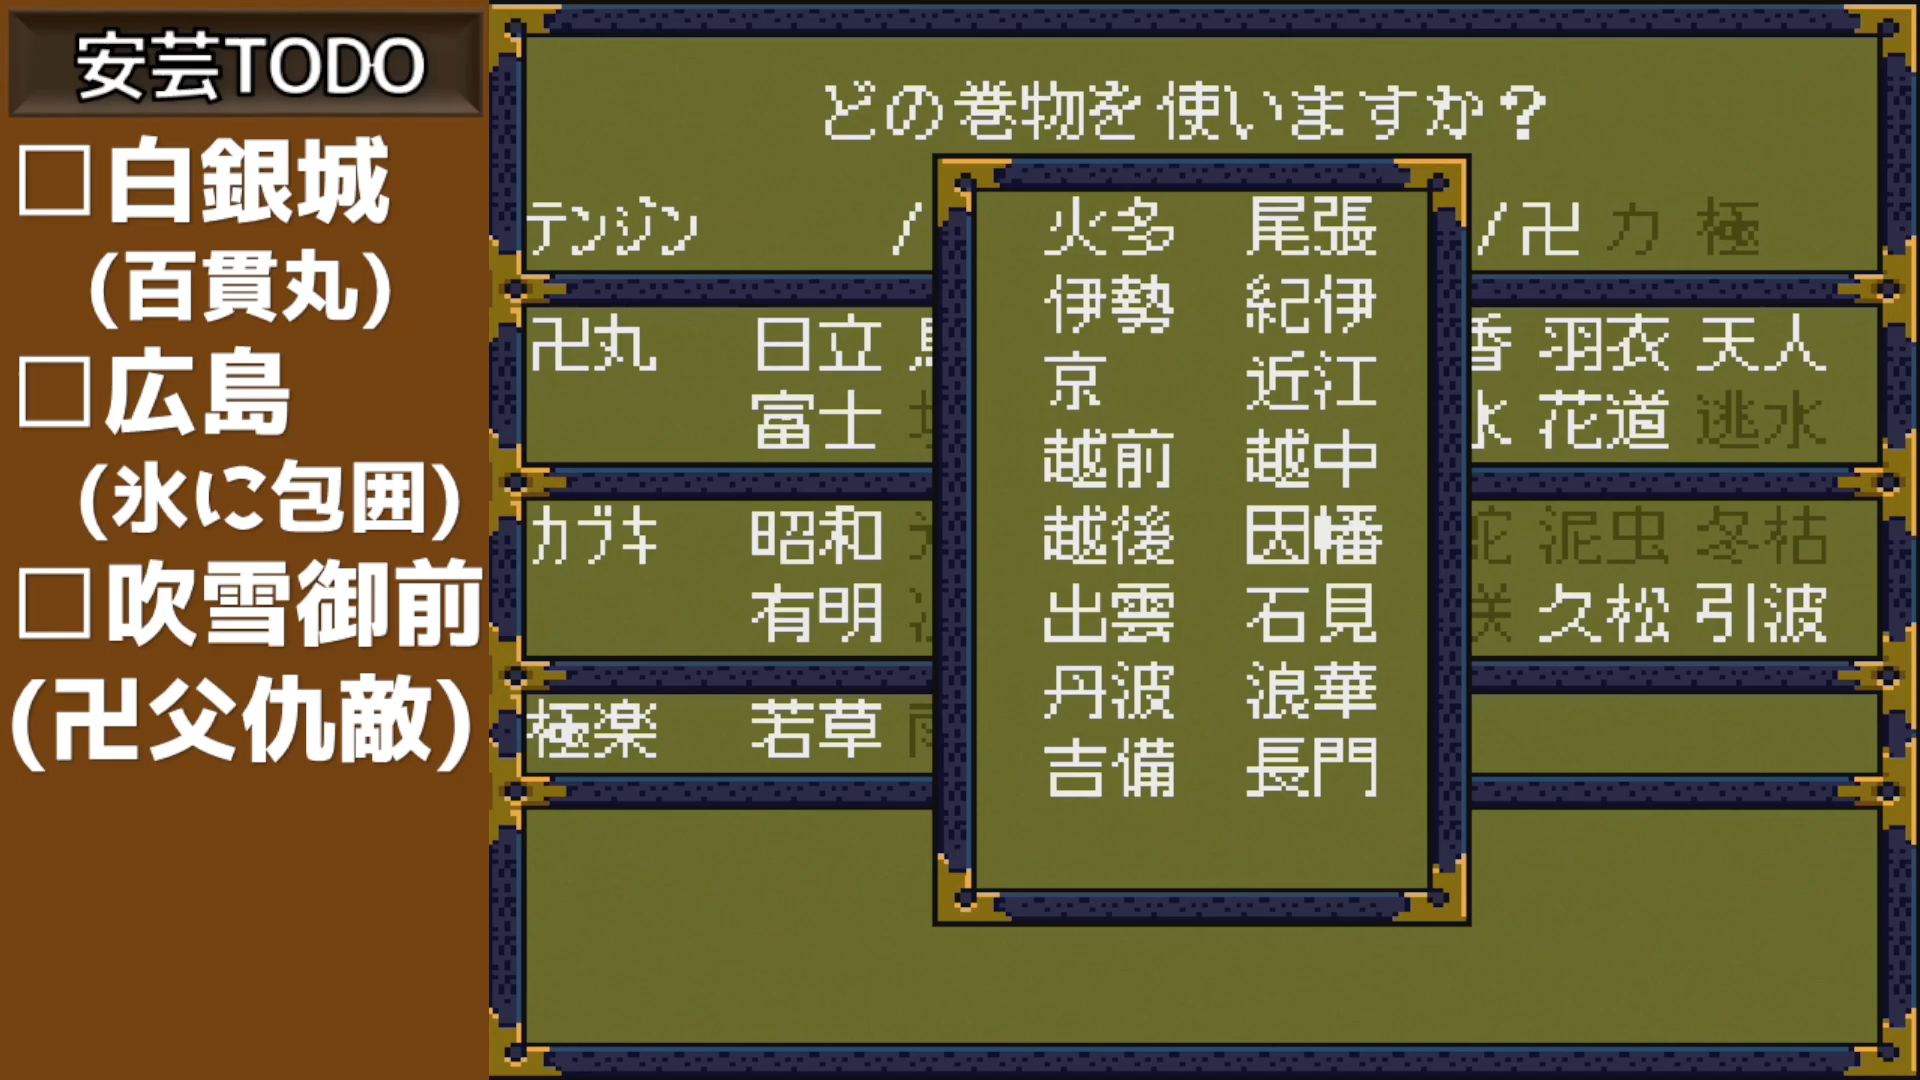 安芸TODO
□白銀城
(百貫丸)
□広島
(氷に包囲)
□吹雪御前
(卍父仇敵)
どの巻物を使いますか？
テンジン / /卍 力 極
卍丸 日立 香 羽衣 天人
富士 水 花道 逃水
カブキ 昭和 泥虫 冬枯
有明 久松 引波
極楽 若草
火多 尾張
伊勢 紀伊
京 近江
越前 越中
越後 因幡
出雲 石見
丹波 浪華
吉備 長門